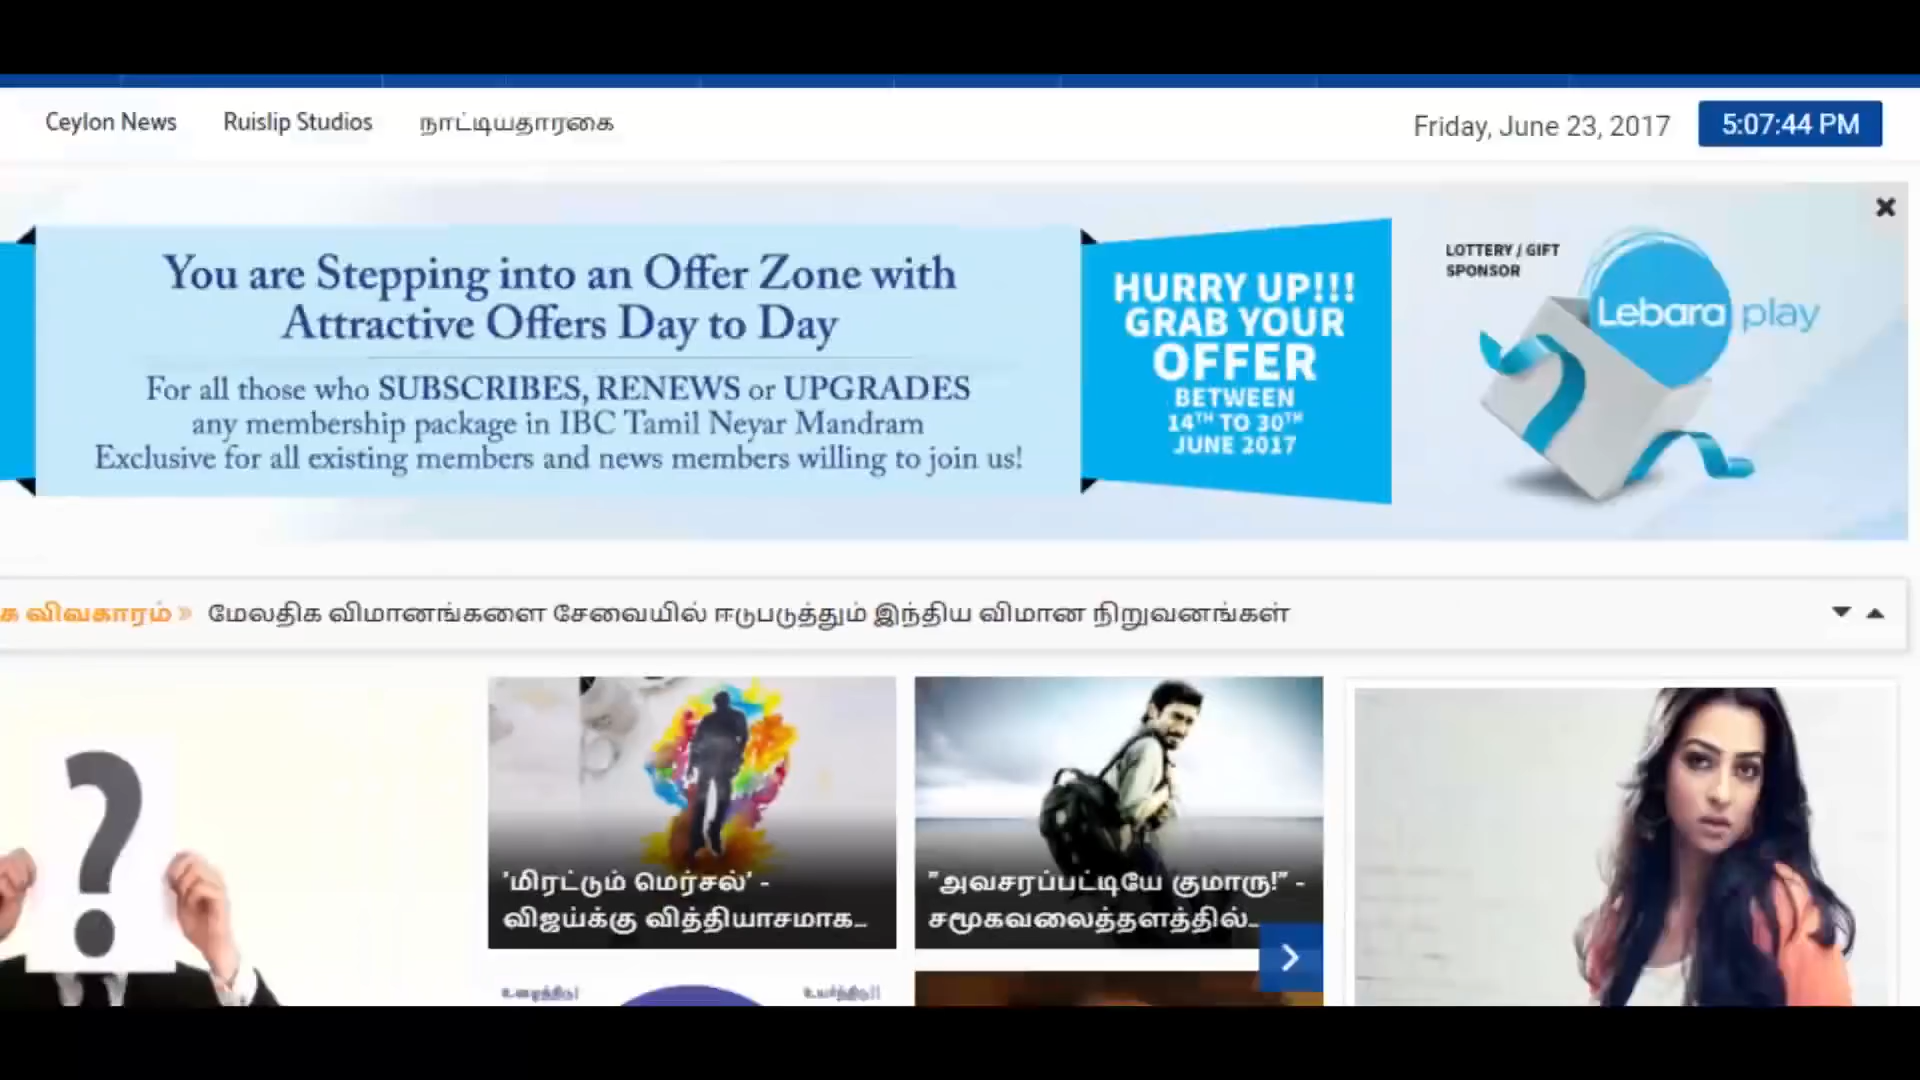 Ceylon News
Ruislip Studios
நாட்டியதாரகை
Friday, June 23, 2017
5:07:44 PM
You are Stepping into an Offer Zone with
Attractive Offers Day to Day
For all those who SUBSCRIBES, RENEWS or UPGRADES
any membership package in IBC Tamil Neyar Mandram
Exclusive for all existing members and news members willing to join us!
HURRY UP!!!
GRAB YOUR
OFFER
BETWEEN
14TH TO 30TH
JUNE 2017
LOTTERY / GIFT
SPONSOR
Lebara play
க விவகாரம் » மேலதிக விமானங்களை சேவையில் ஈடுபடுத்தும் இந்திய விமான நிறுவனங்கள்
?
'மிரட்டும் மெர்சல்' -
விஜய்க்கு வித்தியாசமாக...
"அவசரப்பட்டியே குமாரு!" -
சமூகவலைத்தளத்தில்...